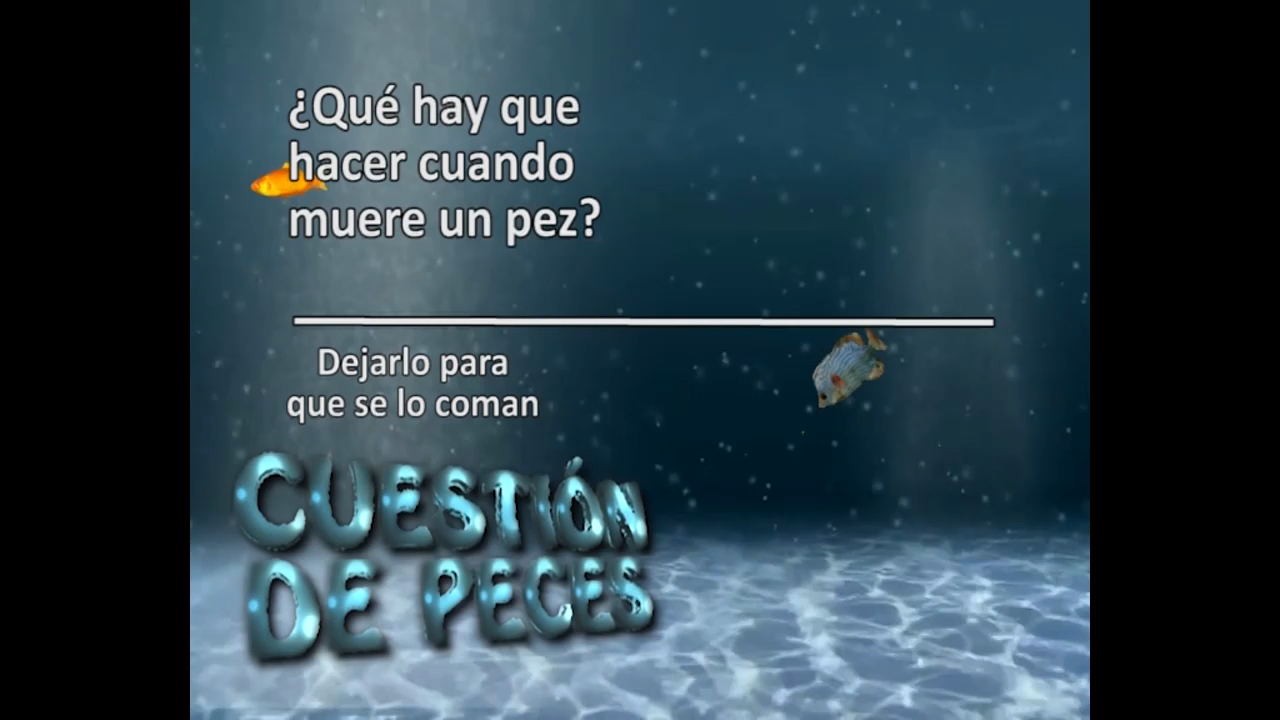 ¿Qué hay que
hacer cuando
muere un pez?
Dejarlo para
que se lo coman
CUESTIÓN
DE PECES